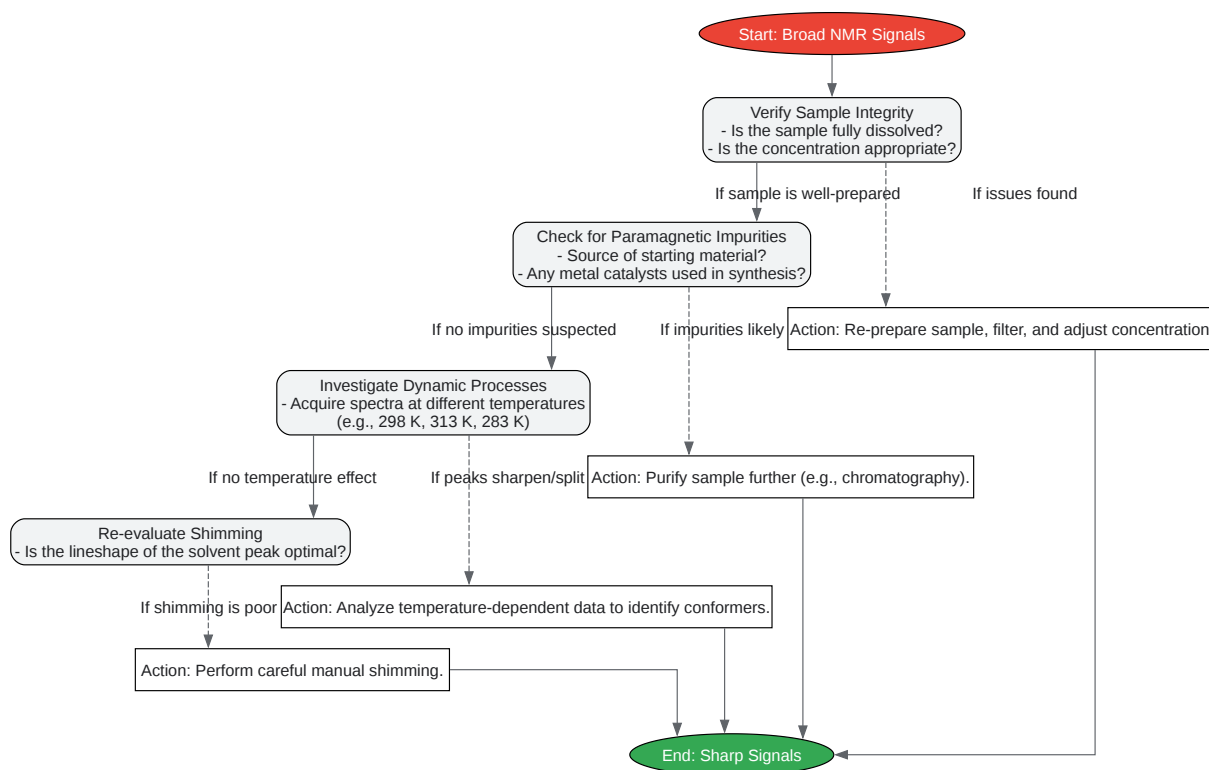 Start: Broad NMR Signals
Verify Sample Integrity
- Is the sample fully dissolved?
- Is the concentration appropriate?
If sample is well-prepared
If issues found
Check for Paramagnetic Impurities
- Source of starting material?
- Any metal catalysts used in synthesis?
If no impurities suspected
If impurities likely
Action: Re-prepare sample, filter, and adjust concentration
Investigate Dynamic Processes
- Acquire spectra at different temperatures
(e.g., 298 K, 313 K, 283 K)
If no temperature effect
If peaks sharpen/split
Action: Purify sample further (e.g., chromatography).
Re-evaluate Shimming
- Is the lineshape of the solvent peak optimal?
If shimming is poor
Action: Analyze temperature-dependent data to identify conformers.
Action: Perform careful manual shimming.
End: Sharp Signals